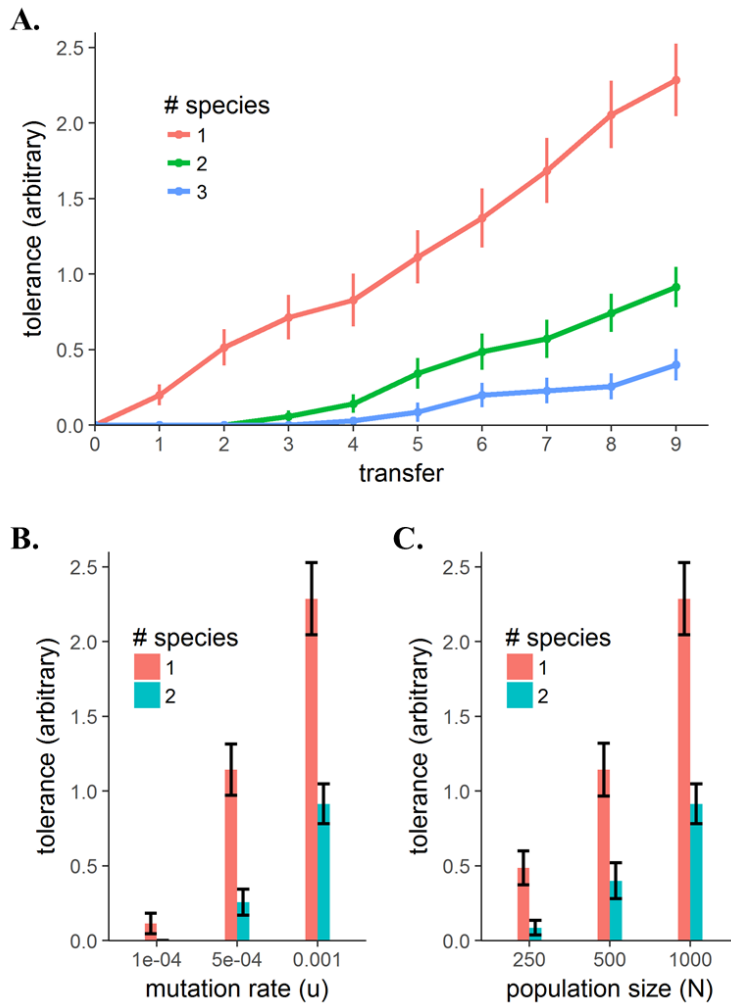 A.
2.5
2.0
1.5
1.0
0.5
0.0
tolerance (arbitrary)
# species
1
2
3
0 1 2 3 4 5 6 7 8 9
transfer
B.
2.5
2.0
1.5
1.0
0.5
0.0
tolerance (arbitrary)
# species
1
2
1e-04 5e-04 0.001
mutation rate (u)
C.
2.5
2.0
1.5
1.0
0.5
0.0
tolerance (arbitrary)
# species
1
2
250 500 1000
population size (N)